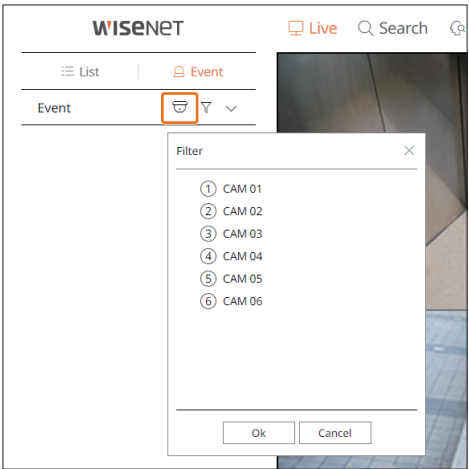 WISENET
Live Search
List Event
Event
Filter
1 CAM 01
2 CAM 02
3 CAM 03
4 CAM 04
5 CAM 05
6 CAM 06
Ok Cancel